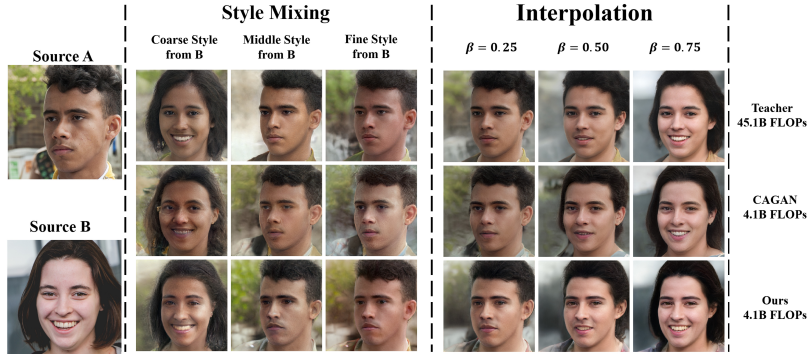 Style Mixing
Interpolation
Source A
Coarse Style
from B
Middle Style
from B
Fine Style
from B
β = 0.25
β = 0.50
β = 0.75
Teacher
45.1B FLOPs
CAGAN
4.1B FLOPs
Source B
Ours
4.1B FLOPs